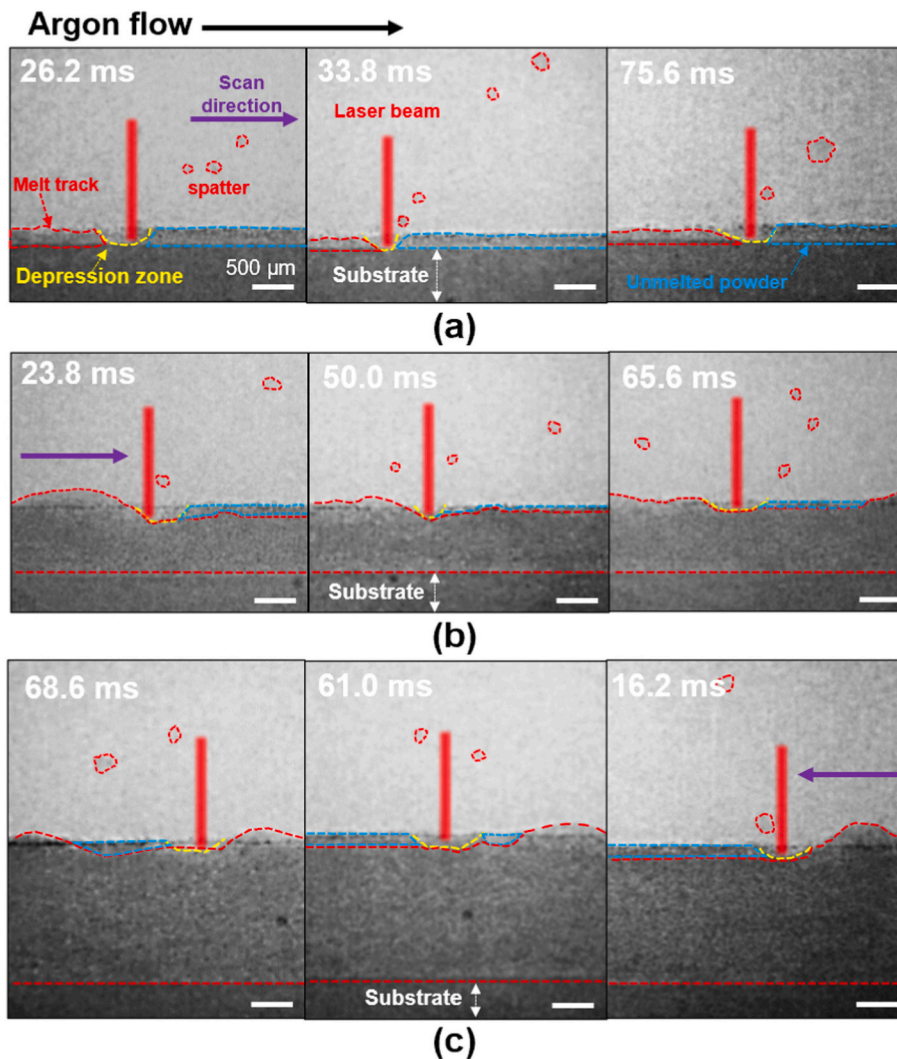 Argon flow
26.2 ms
33.8 ms
75.6 ms
Scan
direction
Laser beam
Melt track
spatter
Depression zone
500 µm
Substrate
Unmelted powder
(a)
23.8 ms
50.0 ms
65.6 ms
Substrate
(b)
68.6 ms
61.0 ms
16.2 ms
Substrate
(c)